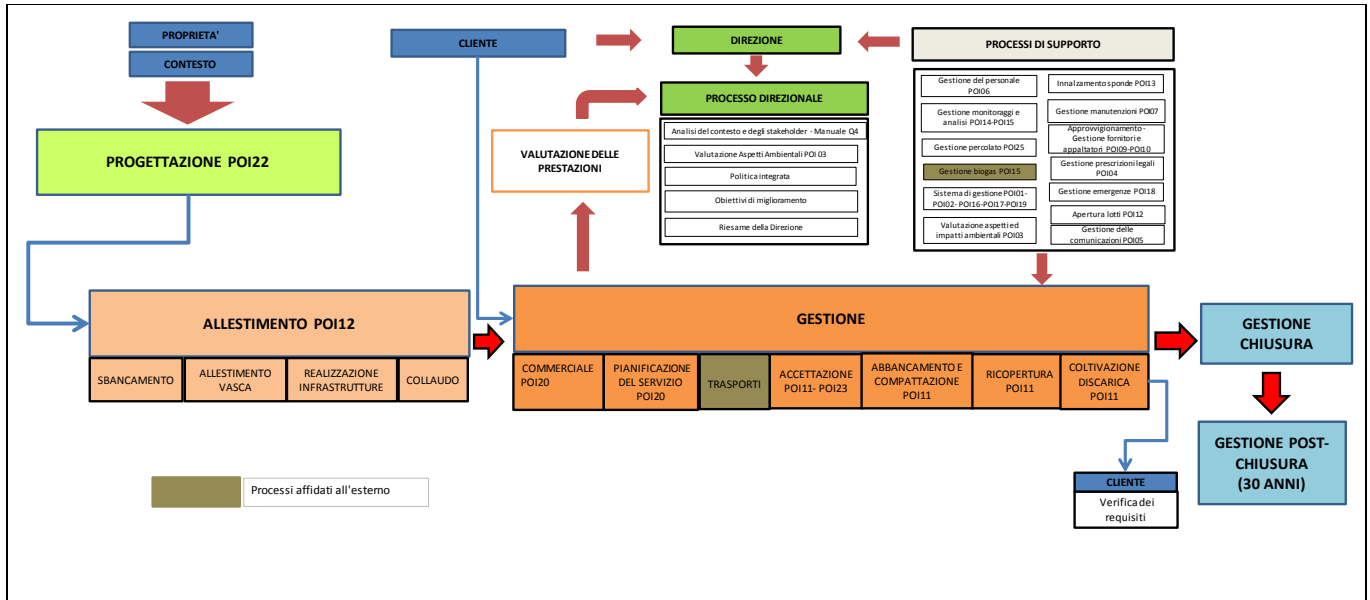 PROPRIETA'
CONTESTO
PROGETTAZIONE POI22
CLIENTE
DIREZIONE
PROCESSO DIREZIONALE
Analisi del contesto e degli stakeholder - Manuale Q4
Valutazione Aspetti Ambientali POI 03
Politica integrata
Obiettivi di miglioramento
Riesame della Direzione
VALUTAZIONE DELLE
PRESTAZIONI
PROCESSI DI SUPPORTO
Gestione del personale
POI06
Gestione monitoraggi e
analisi POI14-POI15
Gestione percolato POI25
Gestione biogas POI15
Sistema di gestione POI01-
POI02- POI16-POI17-POI19
Valutazione aspetti ed
impatti ambientali POI03
Innalzamento sponde POI13
Gestione manutenzioni POI07
Approvvigionamento -
Gestione fornitori e
appaltatori POI09-POI10
Gestione prescrizioni legali
POI04
Gestione emergenze POI18
Apertura lotti POI12
Gestione delle
comunicazioni POI05
ALLESTIMENTO POI12
SBANCAMENTO
ALLESTIMENTO
VASCA
REALIZZAZIONE
INFRASTRUTTURE
COLLAUDO
GESTIONE
COMMERCIALE
POI20
PIANIFICAZIONE
DEL SERVIZIO
POI20
TRASPORTI
ACCETTAZIONE
POI11- POI23
ABBANCAMENTO E
COMPATTAZIONE
POI11
RICOPERTURA
POI11
COLTIVAZIONE
DISCARICA
POI11
GESTIONE
CHIUSURA
GESTIONE POST-
CHIUSURA
(30 ANNI)
CLIENTE
Verifica dei
requisiti
Processi affidati all'esterno